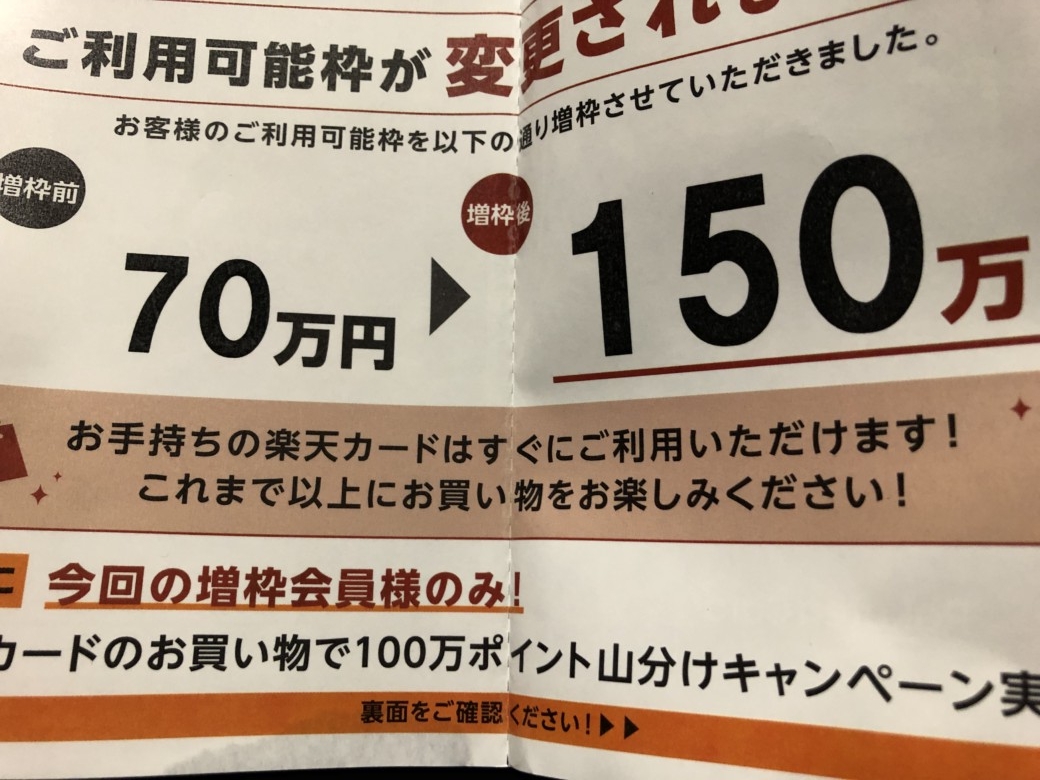 ご利用可能枠が変更され
お客様のご利用可能枠を以下の通り増枠させていただきました。
増枠前
増枠後
70万円
150万
お手持ちの楽天カードはすぐにご利用いただけます!
これまで以上にお買い物をお楽しみください!
今回の増枠会員様のみ!
カードのお買い物で100万ポイント山分けキャンペーン実
裏面をご確認ください!▶▶